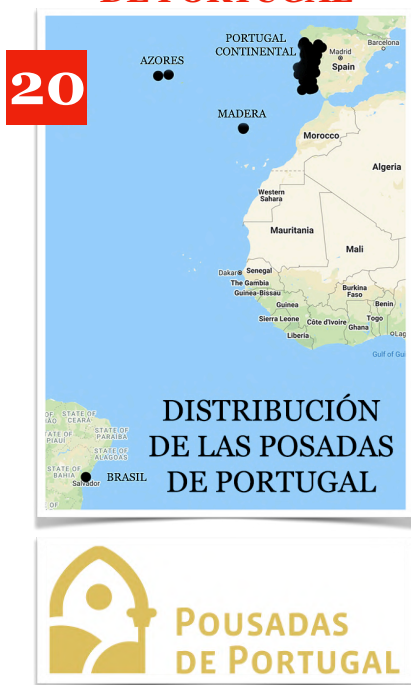 DE PORTUGAL
20
PORTUGAL
CONTINENTAL
AZORES
MADERA
Madrid
Barcelona
Spain
Morocco
Algeria
Western
Sahara
Mauritania
Mali
Dakar
Senegal
The Gambia
Guinea-Bissau
Burkina
Faso
Guinea
Benin
Sierra Leone
Côte d'Ivoire
Togo
Ghana
Liberia
Gulf of Gu
STATE OF
CEARÁ
STATE OF
PARAÍBA
PIAUÍ
STATE OF
ALAGOAS
STATE OF
BAHIA
Salvador
BRASIL
DISTRIBUCIÓN
DE LAS POSADAS
DE PORTUGAL
POUSADAS
DE PORTUGAL